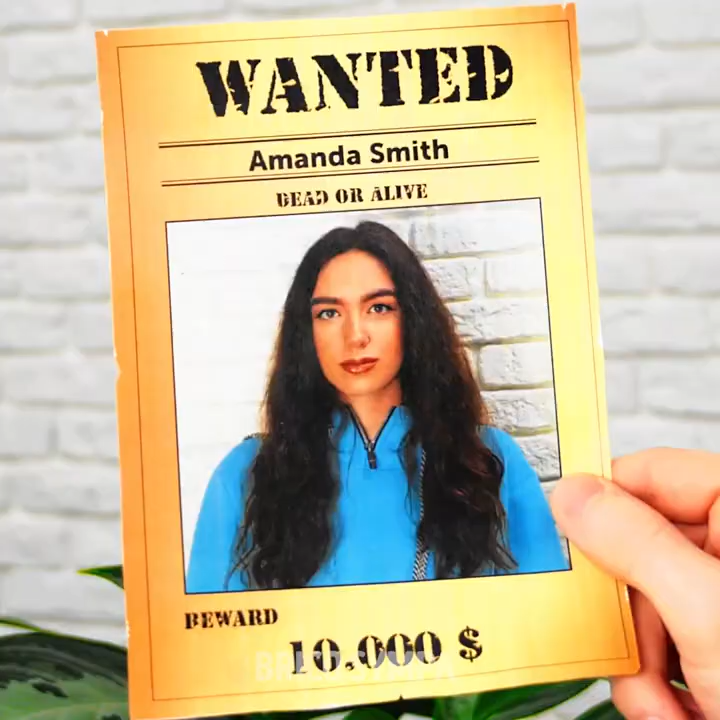 WANTED
Amanda Smith
DEAD OR ALIVE
REWARD
10.000 $